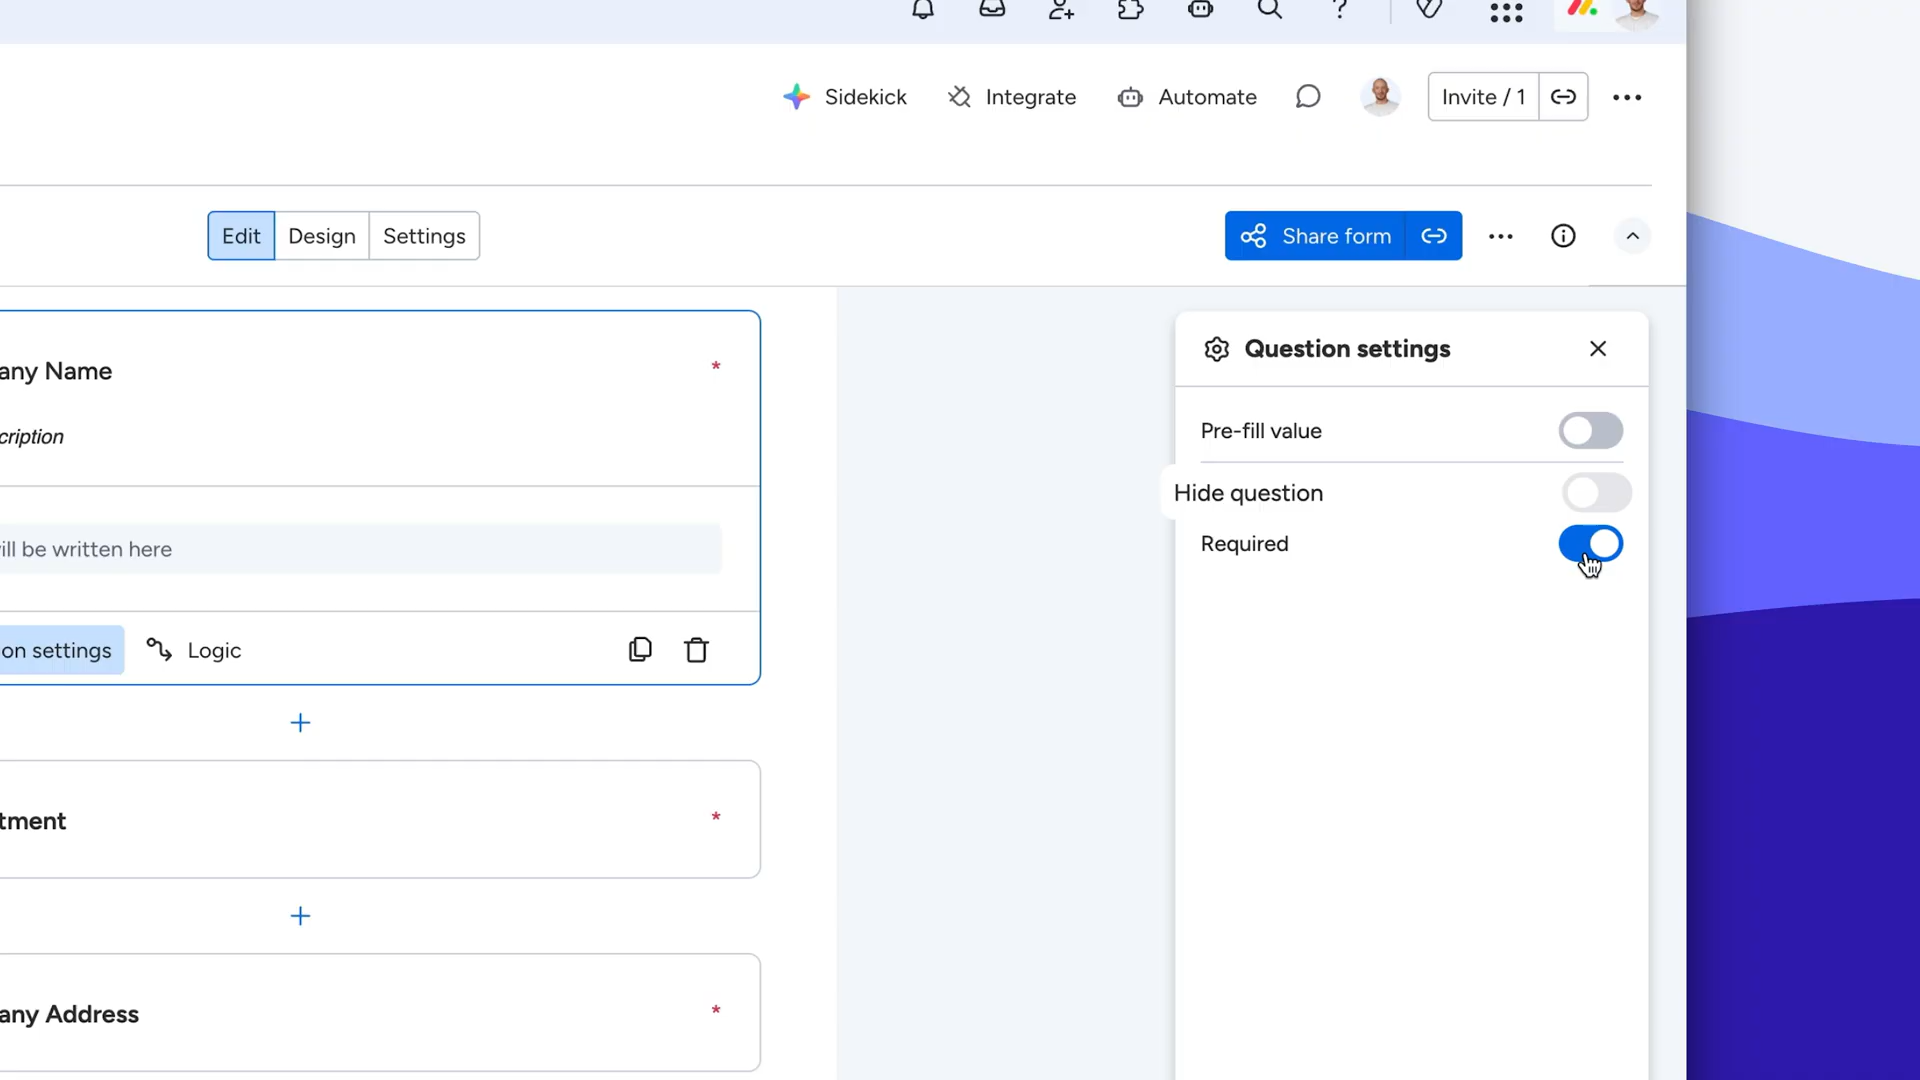 Sidekick
Integrate
Automate
Invite / 1
Edit
Design
Settings
Share form
any Name
*
cription
ill be written here
on settings
Logic
tment
*
any Address
*
Question settings
Pre-fill value
Hide question
Required